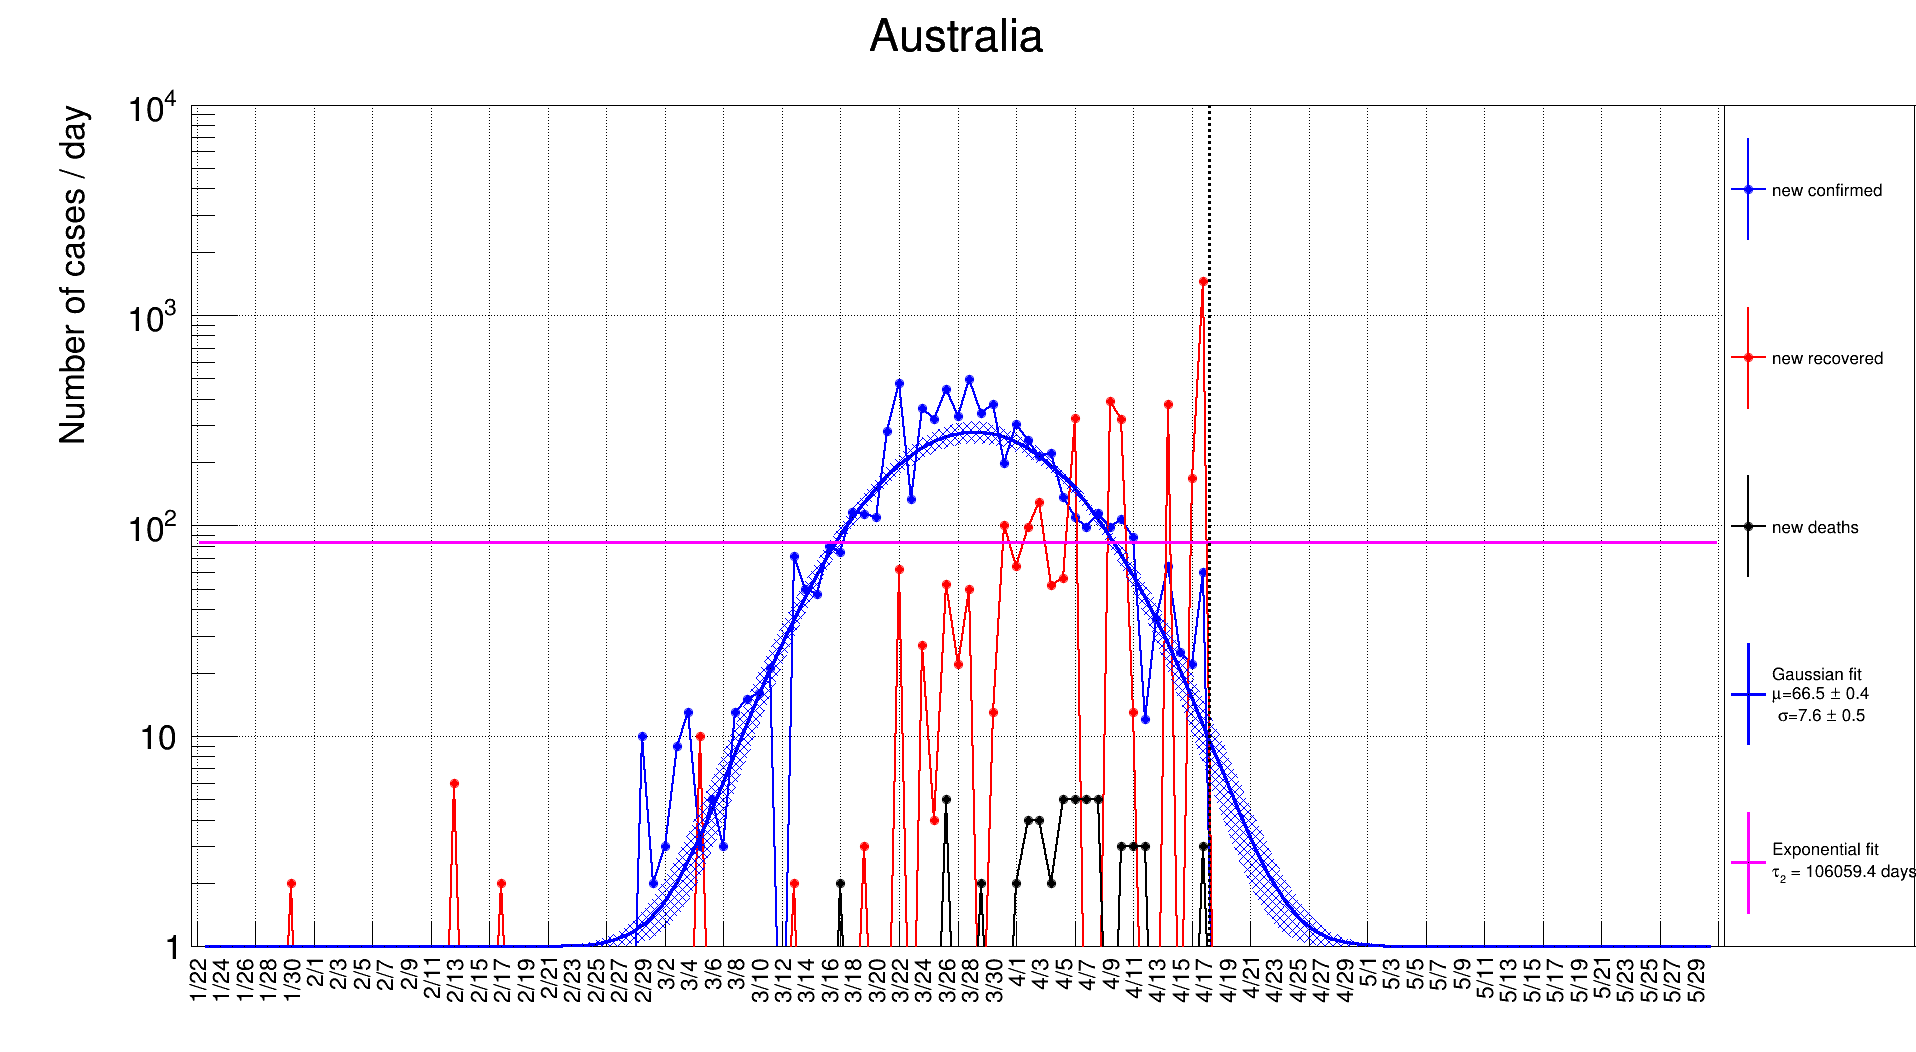 Australia
Number of cases / day
10^4
10^3
10^2
10
1
1/22 1/24 1/26 1/28 1/30 2/1 2/3 2/5 2/7 2/9 2/11 2/13 2/15 2/17 2/19 2/21 2/23 2/25 2/27 2/29 3/2 3/4 3/6 3/8 3/10 3/12 3/14 3/16 3/18 3/20 3/22 3/24 3/26 3/28 3/30 4/1 4/3 4/5 4/7 4/9 4/11 4/13 4/15 4/17 4/19 4/21 4/23 4/25 4/27 4/29 5/1 5/3 5/5 5/7 5/9 5/11 5/13 5/15 5/17 5/19 5/21 5/23 5/25 5/27 5/29
new confirmed
new recovered
new deaths
Gaussian fit
μ=66.5 ± 0.4
σ=7.6 ± 0.5
Exponential fit
τ₂ = 106059.4 days